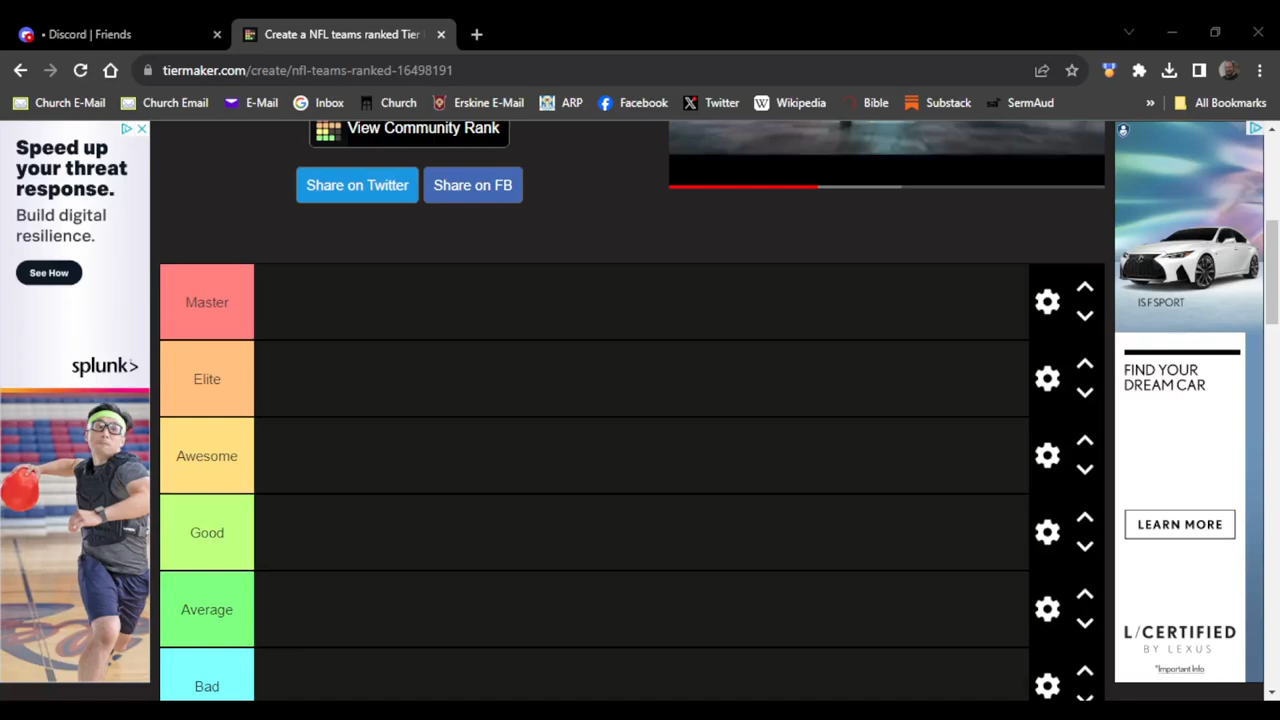 • Discord | Friends
Create a NFL teams ranked Tier
tiermaker.com/create/nfl-teams-ranked-16498191
Church E-Mail
Church Email
E-Mail
Inbox
Church
Erskine E-Mail
ARP
Facebook
Twitter
Wikipedia
Bible
Substack
SermAud
»
All Bookmarks
View Community Rank
Share on Twitter
Share on FB
Speed up
your threat
response.
Build digital
resilience.
See How
splunk>
Master
Elite
Awesome
Good
Average
Bad
IS F SPORT
FIND YOUR
DREAM CAR
LEARN MORE
L/CERTIFIED
BY LEXUS
*Important Info